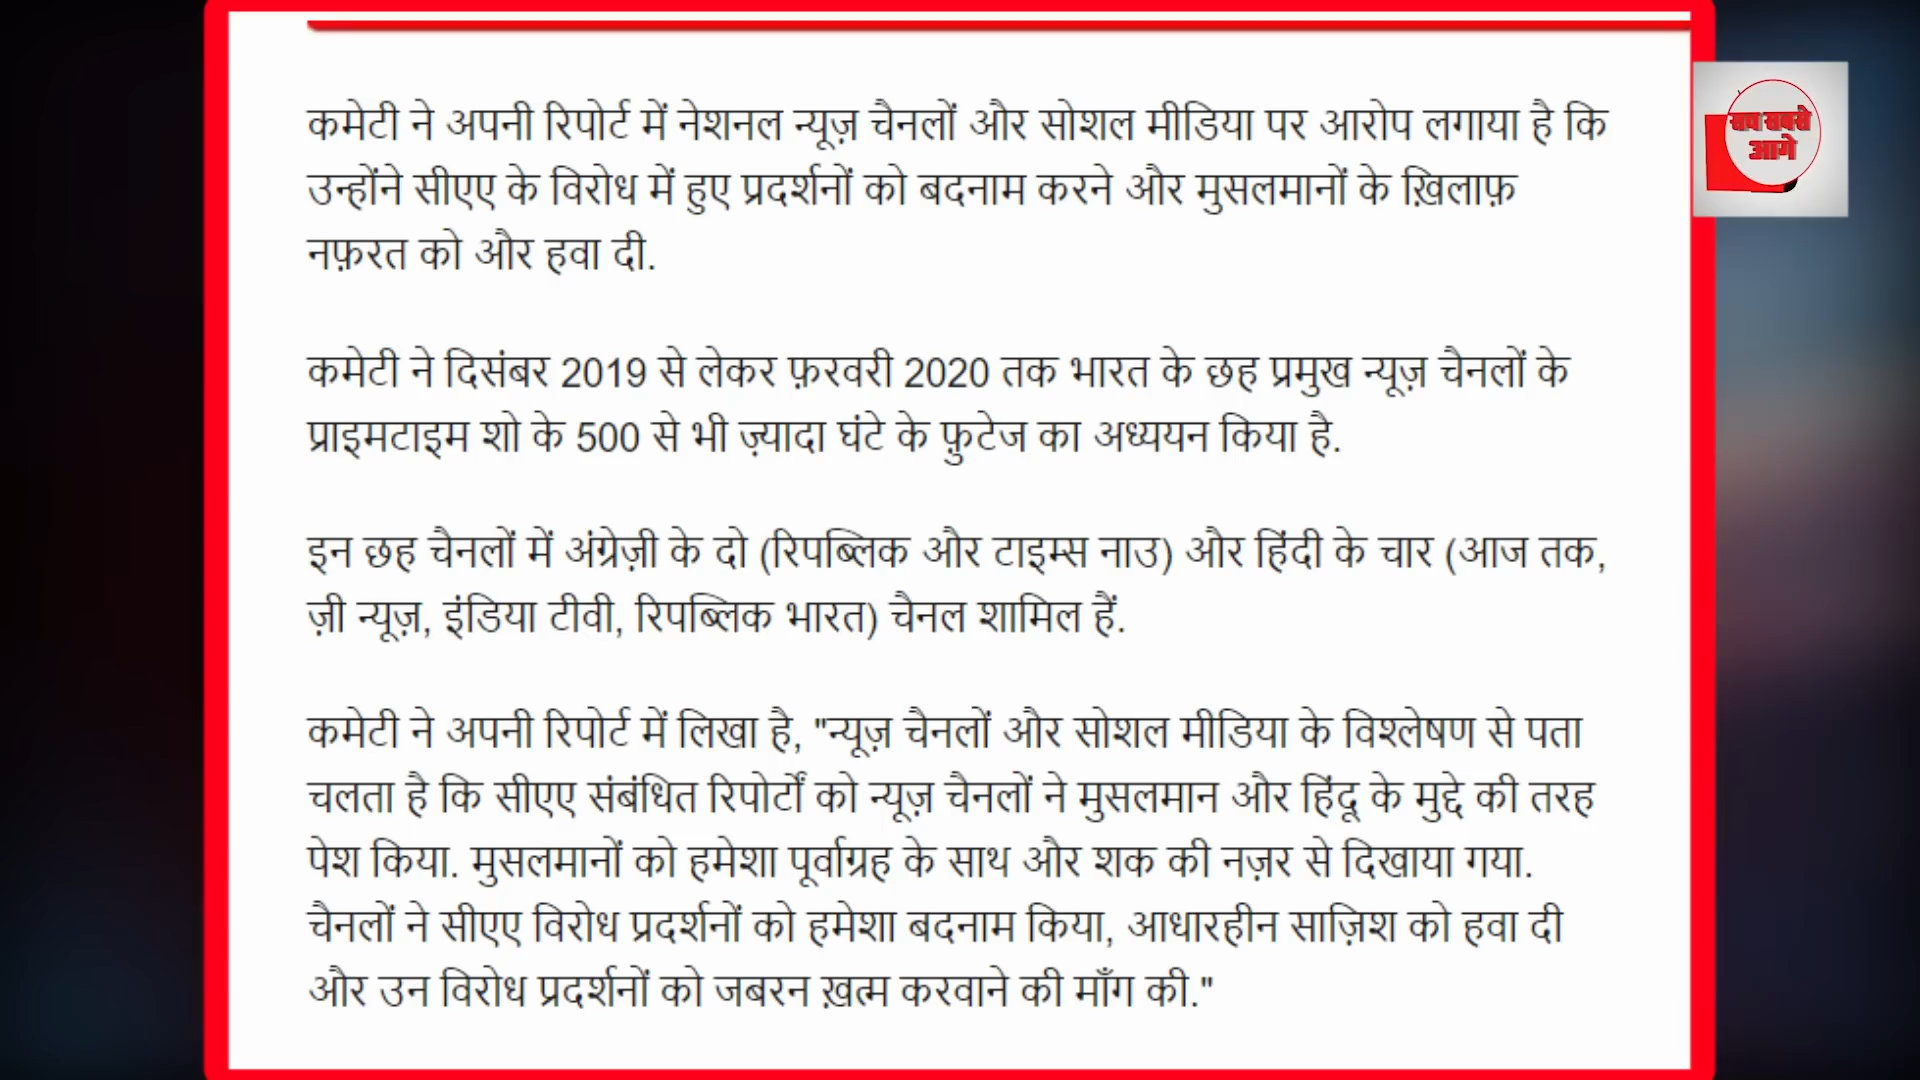 कमेटी ने अपनी रिपोर्ट में नेशनल न्यूज़ चैनलों और सोशल मीडिया पर आरोप लगाया है कि
उन्होंने सीएए के विरोध में हुए प्रदर्शनों को बदनाम करने और मुसलमानों के ख़िलाफ़
नफ़रत को और हवा दी.
कमेटी ने दिसंबर 2019 से लेकर फ़रवरी 2020 तक भारत के छह प्रमुख न्यूज़ चैनलों के
प्राइमटाइम शो के 500 से भी ज़्यादा घंटे के फ़ुटेज का अध्ययन किया है.
इन छह चैनलों में अंग्रेज़ी के दो (रिपब्लिक और टाइम्स नाउ) और हिंदी के चार (आज तक,
ज़ी न्यूज़, इंडिया टीवी, रिपब्लिक भारत) चैनल शामिल हैं.
कमेटी ने अपनी रिपोर्ट में लिखा है, "न्यूज़ चैनलों और सोशल मीडिया के विश्लेषण से पता
चलता है कि सीएए संबंधित रिपोर्टों को न्यूज़ चैनलों ने मुसलमान और हिंदू के मुद्दे की तरह
पेश किया. मुसलमानों को हमेशा पूर्वाग्रह के साथ और शक की नज़र से दिखाया गया.
चैनलों ने सीएए विरोध प्रदर्शनों को हमेशा बदनाम किया, आधारहीन साज़िश को हवा दी
और उन विरोध प्रदर्शनों को जबरन ख़त्म करवाने की माँग की."
सच सबसे
आगे